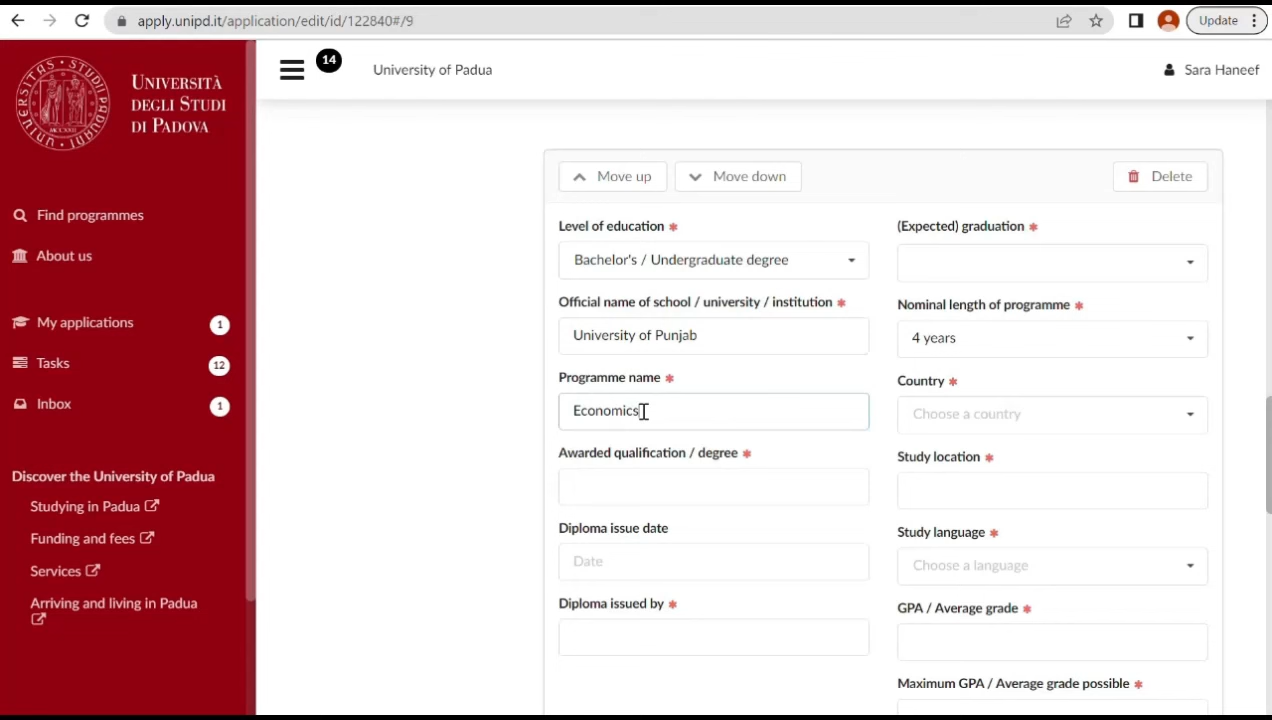 apply.unipd.it/application/edit/id/122840#/9
Update
UNIVERSITÀ
DEGLI STUDI
DI PADOVA
14
University of Padua
Sara Haneef
Find programmes
About us
My applications 1
Tasks 12
Inbox 1
Discover the University of Padua
Studying in Padua
Funding and fees
Services
Arriving and living in Padua
Move up
Move down
Delete
Level of education *
Bachelor's / Undergraduate degree
Official name of school / university / institution *
University of Punjab
Programme name *
Economics
Awarded qualification / degree *
Diploma issue date
Date
Diploma issued by *
(Expected) graduation *
Nominal length of programme *
4 years
Country *
Choose a country
Study location *
Study language *
Choose a language
GPA / Average grade *
Maximum GPA / Average grade possible *